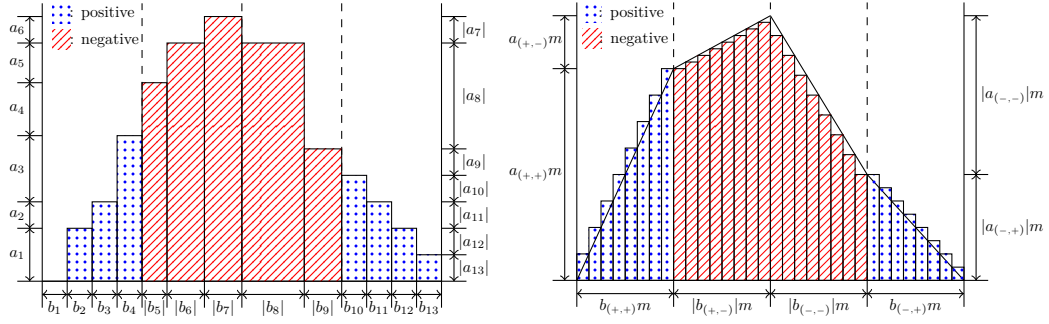 positive
negative
a₆
a₅
a₄
a₃
a₂
a₁
|a₇|
|a₈|
|a₉|
|a₁₀|
|a₁₁|
|a₁₂|
|a₁₃|
b₁ b₂ b₃ b₄ |b₅| |b₆| |b₇| |b₈| |b₉| b₁₀ b₁₁ b₁₂ b₁₃
positive
negative
a₍₊,₋₎m
a₍₊,₊₎m
|a₍₋,₋₎|m
|a₍₋,₊₎|m
b₍₊,₊₎m |b₍₊,₋₎|m |b₍₋,₋₎|m b₍₋,₊₎m